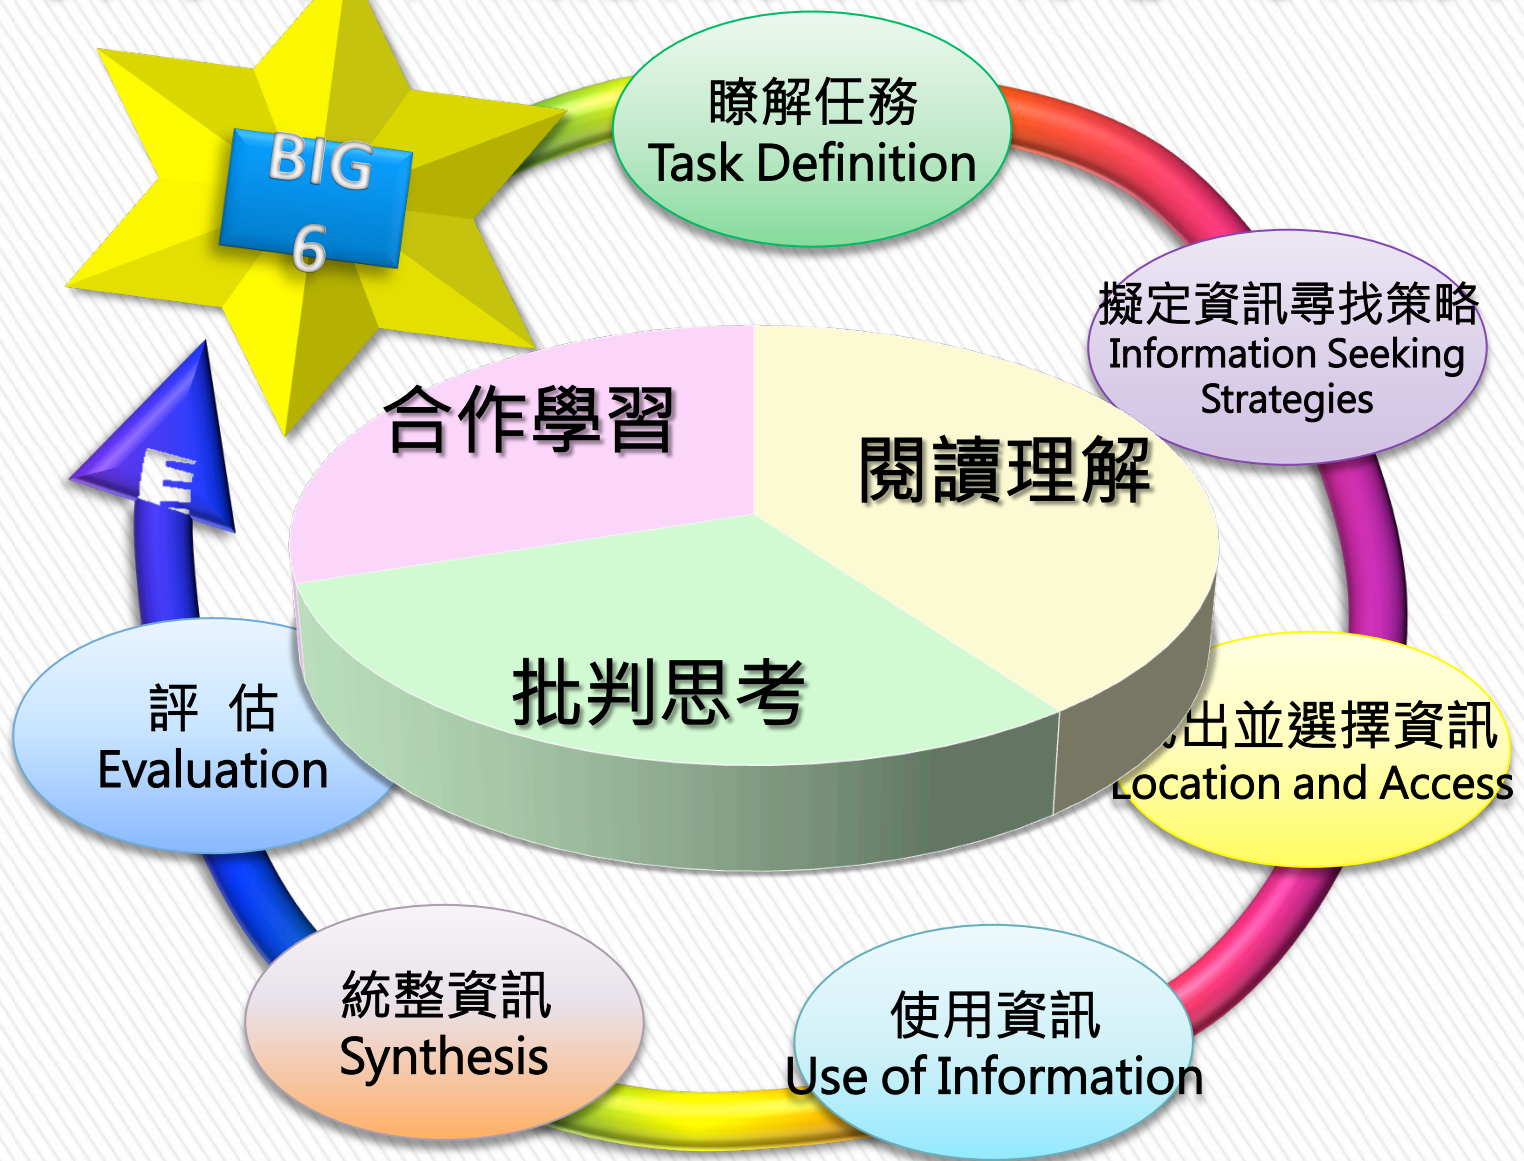 BIG
6
瞭解任務
Task Definition
擬定資訊尋找策略
Information Seeking
Strategies
合作學習
閱讀理解
批判思考
出並選擇資訊
Location and Access
使用資訊
Use of Information
統整資訊
Synthesis
評 估
Evaluation
E